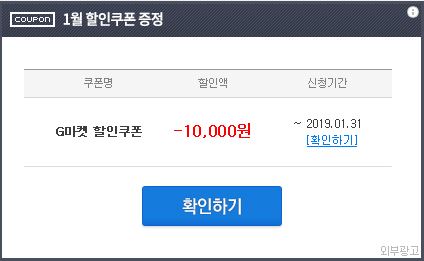 COUPON 1월 할인쿠폰 증정
쿠폰명 할인액 신청기간
G마켓 할인쿠폰 -10,000원 ~ 2019.01.31
[확인하기]
확인하기
외부광고